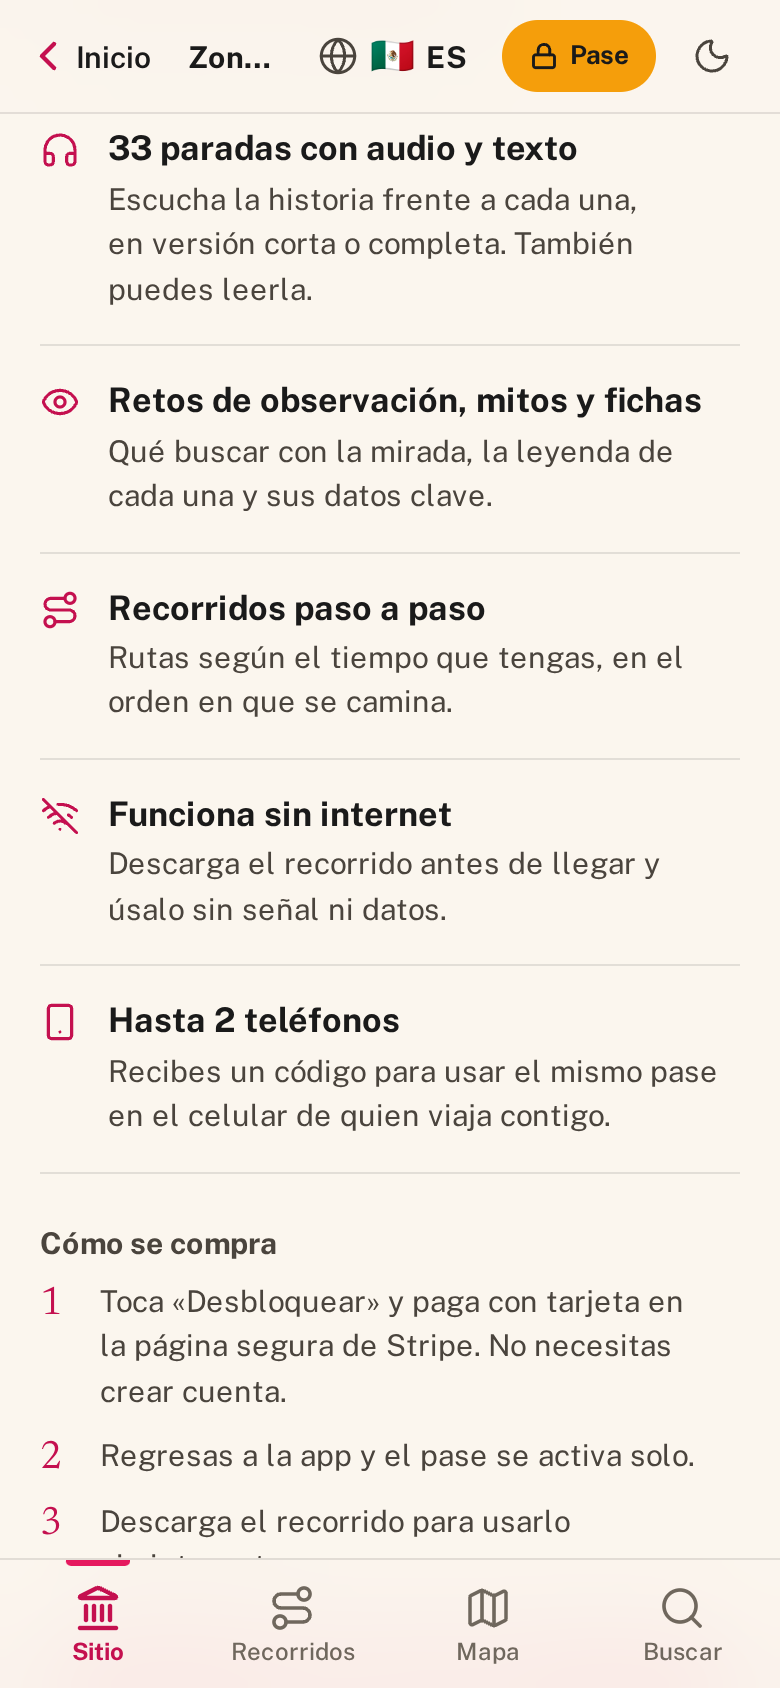 Inicio
Zon...
ES
Pase
33 paradas con audio y texto
Escucha la historia frente a cada una,
en versión corta o completa. También
puedes leerla.
Retos de observación, mitos y fichas
Qué buscar con la mirada, la leyenda de
cada una y sus datos clave.
Recorridos paso a paso
Rutas según el tiempo que tengas, en el
orden en que se camina.
Funciona sin internet
Descarga el recorrido antes de llegar y
úsalo sin señal ni datos.
Hasta 2 teléfonos
Recibes un código para usar el mismo pase
en el celular de quien viaja contigo.
Cómo se compra
1 Toca «Desbloquear» y paga con tarjeta en
la página segura de Stripe. No necesitas
crear cuenta.
2 Regresas a la app y el pase se activa solo.
3 Descarga el recorrido para usarlo
Sitio
Recorridos
Mapa
Buscar